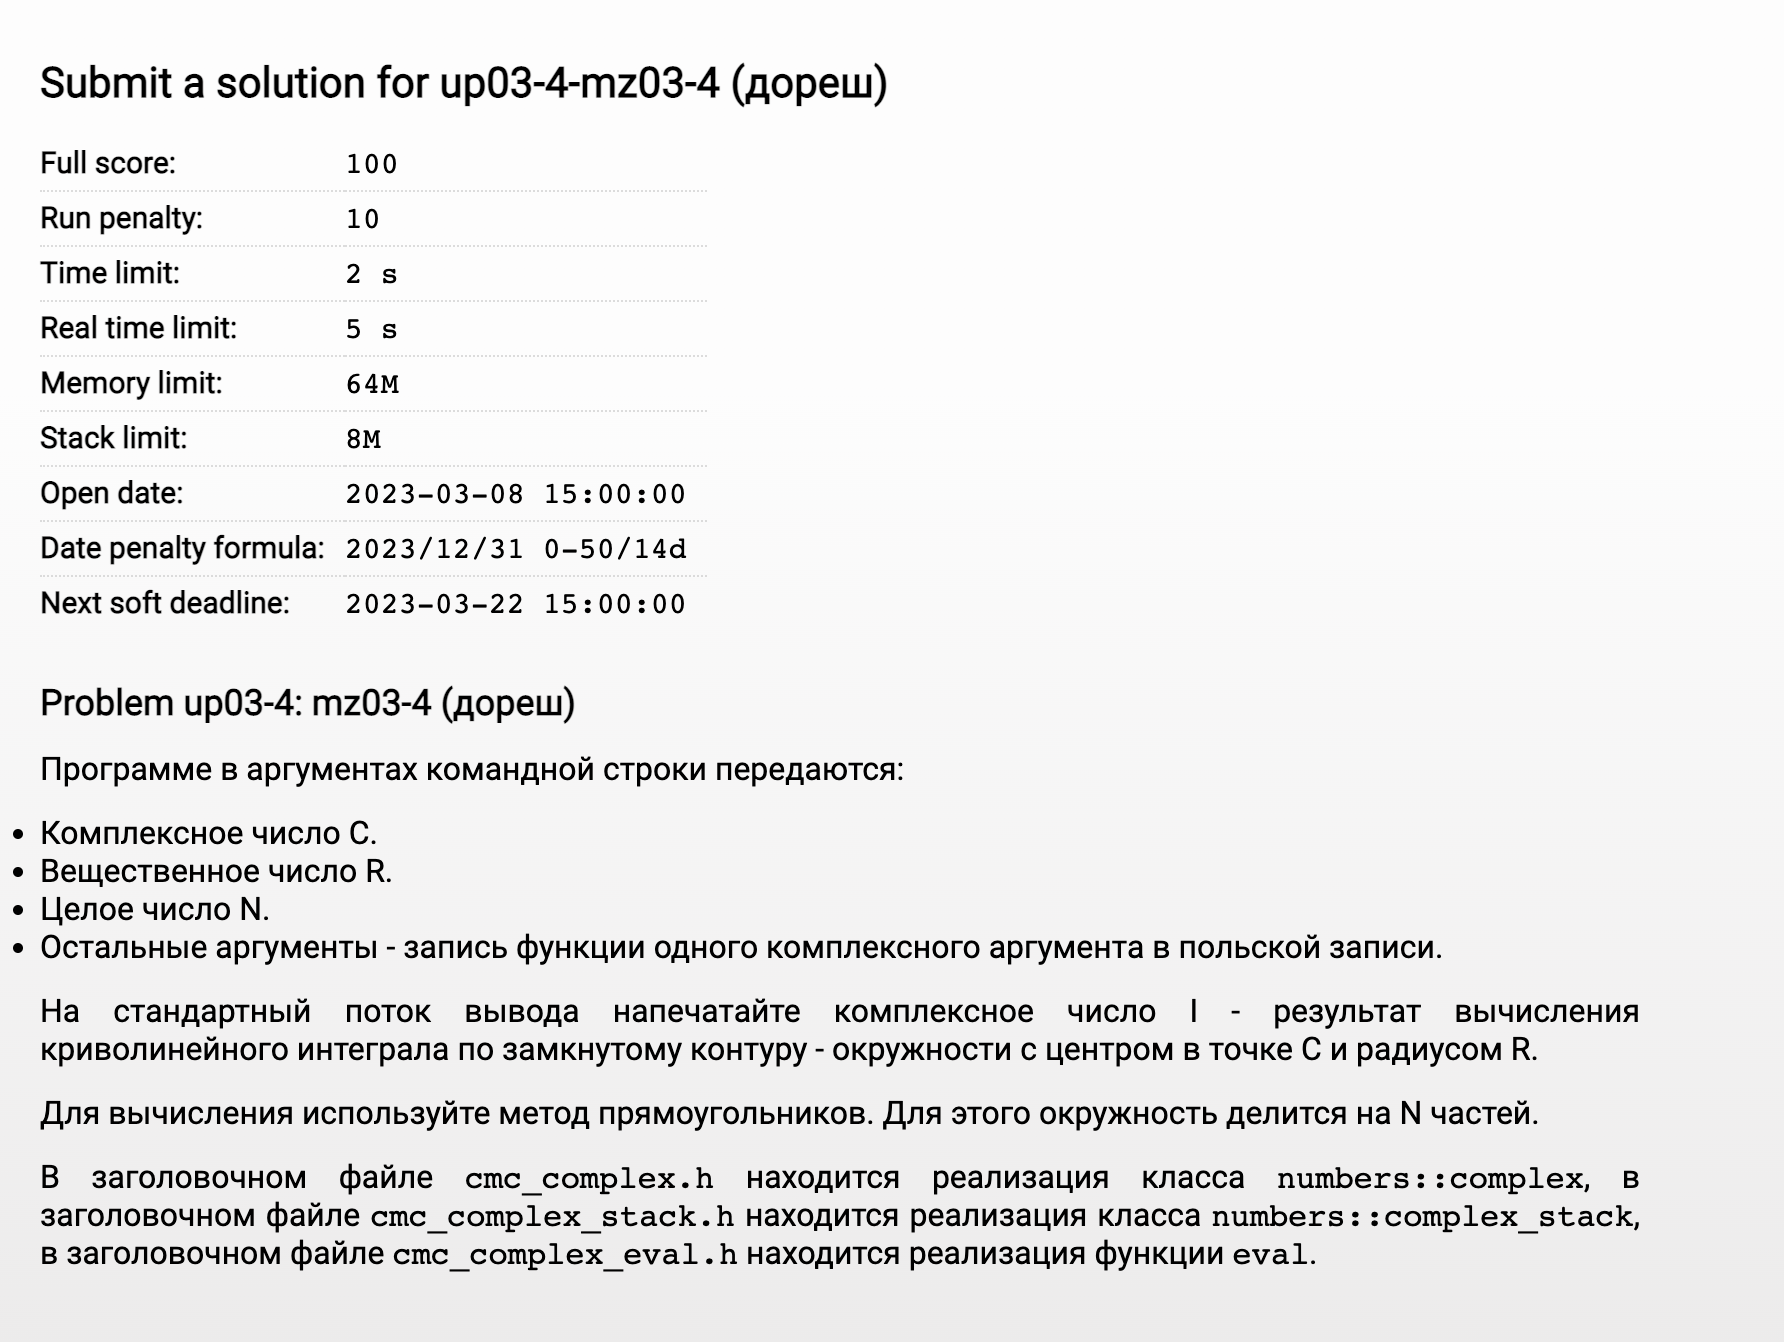 Submit a solution for up03-4-mz03-4 (дореш)
Full score: 100
Run penalty: 10
Time limit: 2 s
Real time limit: 5 s
Memory limit: 64M
Stack limit: 8M
Open date: 2023-03-08 15:00:00
Date penalty formula: 2023/12/31 0-50/14d
Next soft deadline: 2023-03-22 15:00:00
Problem up03-4: mz03-4 (дореш)
Программе в аргументах командной строки передаются:
• Комплексное число C.
• Вещественное число R.
• Целое число N.
• Остальные аргументы - запись функции одного комплексного аргумента в польской записи.
На стандартный поток вывода напечатайте комплексное число I - результат вычисления
криволинейного интеграла по замкнутому контуру - окружности с центром в точке C и радиусом R.
Для вычисления используйте метод прямоугольников. Для этого окружность делится на N частей.
В заголовочном файле cmc_complex.h находится реализация класса numbers::complex, в
заголовочном файле cmc_complex_stack.h находится реализация класса numbers::complex_stack,
в заголовочном файле cmc_complex_eval.h находится реализация функции eval.